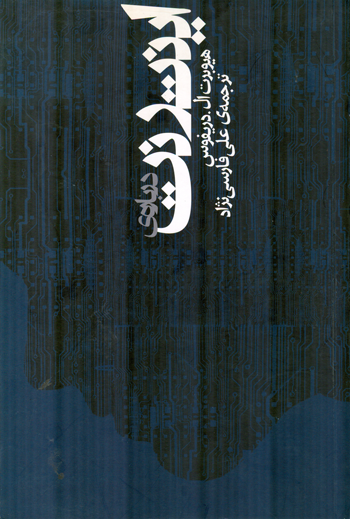 درباره‌ی
اینترنت
هیوبرت ال. دریفوس
ترجمه‌ی علی فارسی‌نژاد